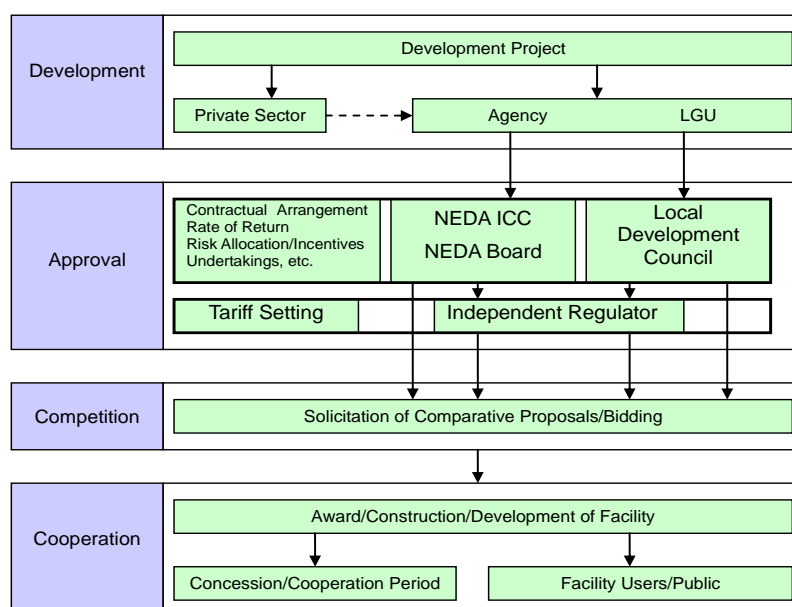 Development
Development Project
Private Sector
Agency
LGU
Approval
Contractual Arrangement
Rate of Return
Risk Allocation/Incentives
Undertakings, etc.
NEDA ICC
NEDA Board
Local
Development
Council
Tariff Setting
Independent Regulator
Competition
Solicitation of Comparative Proposals/Bidding
Cooperation
Award/Construction/Development of Facility
Concession/Cooperation Period
Facility Users/Public